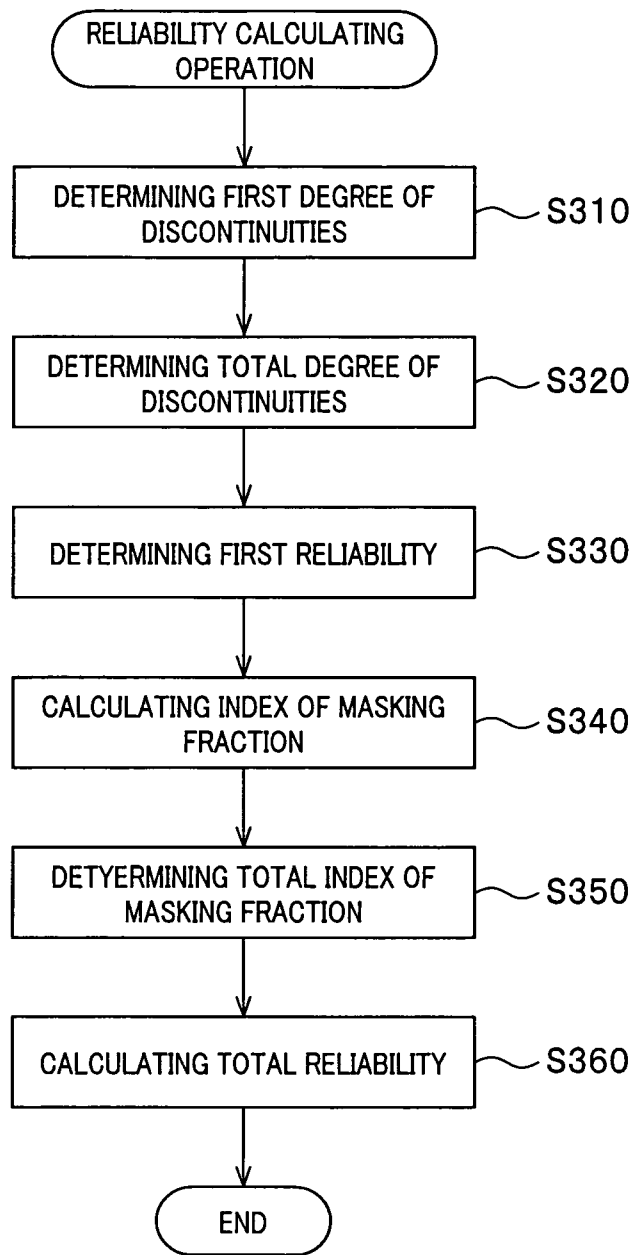 RELIABILITY CALCULATING
OPERATION
DETERMINING FIRST DEGREE OF
DISCONTINUITIES
S310
DETERMINING TOTAL DEGREE OF
DISCONTINUITIES
S320
DETERMINING FIRST RELIABILITY
S330
CALCULATING INDEX OF MASKING
FRACTION
S340
DETYERMINING TOTAL INDEX OF
MASKING FRACTION
S350
CALCULATING TOTAL RELIABILITY
S360
END